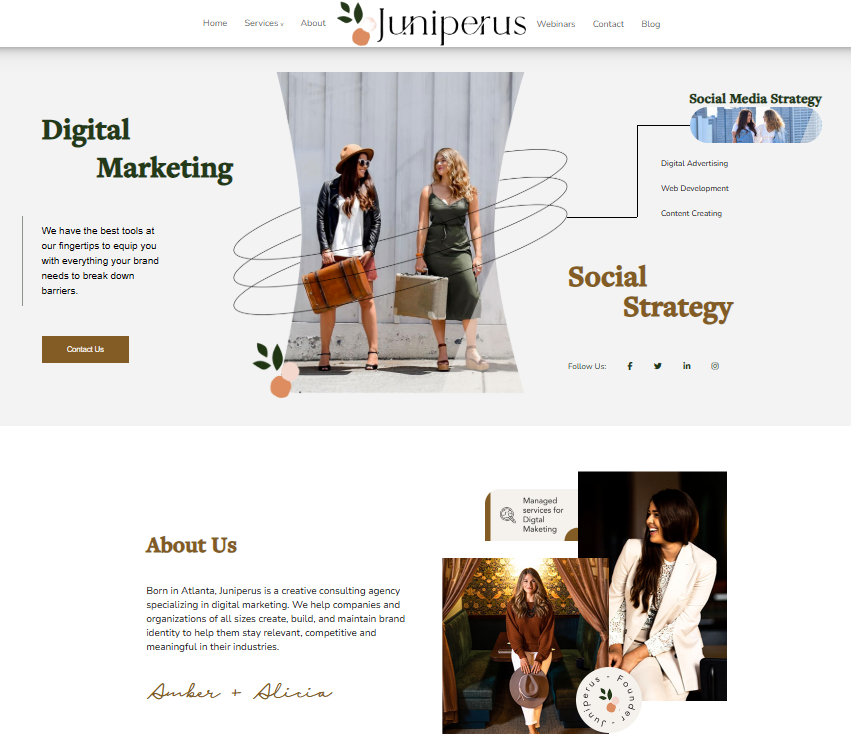 Home Services ∨ About Juniperus Webinars Contact Blog
Digital
Marketing
We have the best tools at
our fingertips to equip you
with everything your brand
needs to break down
barriers.
Contact Us
Social Media Strategy
Digital Advertising
Web Development
Content Creating
Social
Strategy
Follow Us:
About Us
Born in Atlanta, Juniperus is a creative consulting agency
specializing in digital marketing. We help companies and
organizations of all sizes create, build, and maintain brand
identity to help them stay relevant, competitive and
meaningful in their industries.
Amber + Alicia
Managed
services for
Digtal
Maketing
Juniperus - Founder -